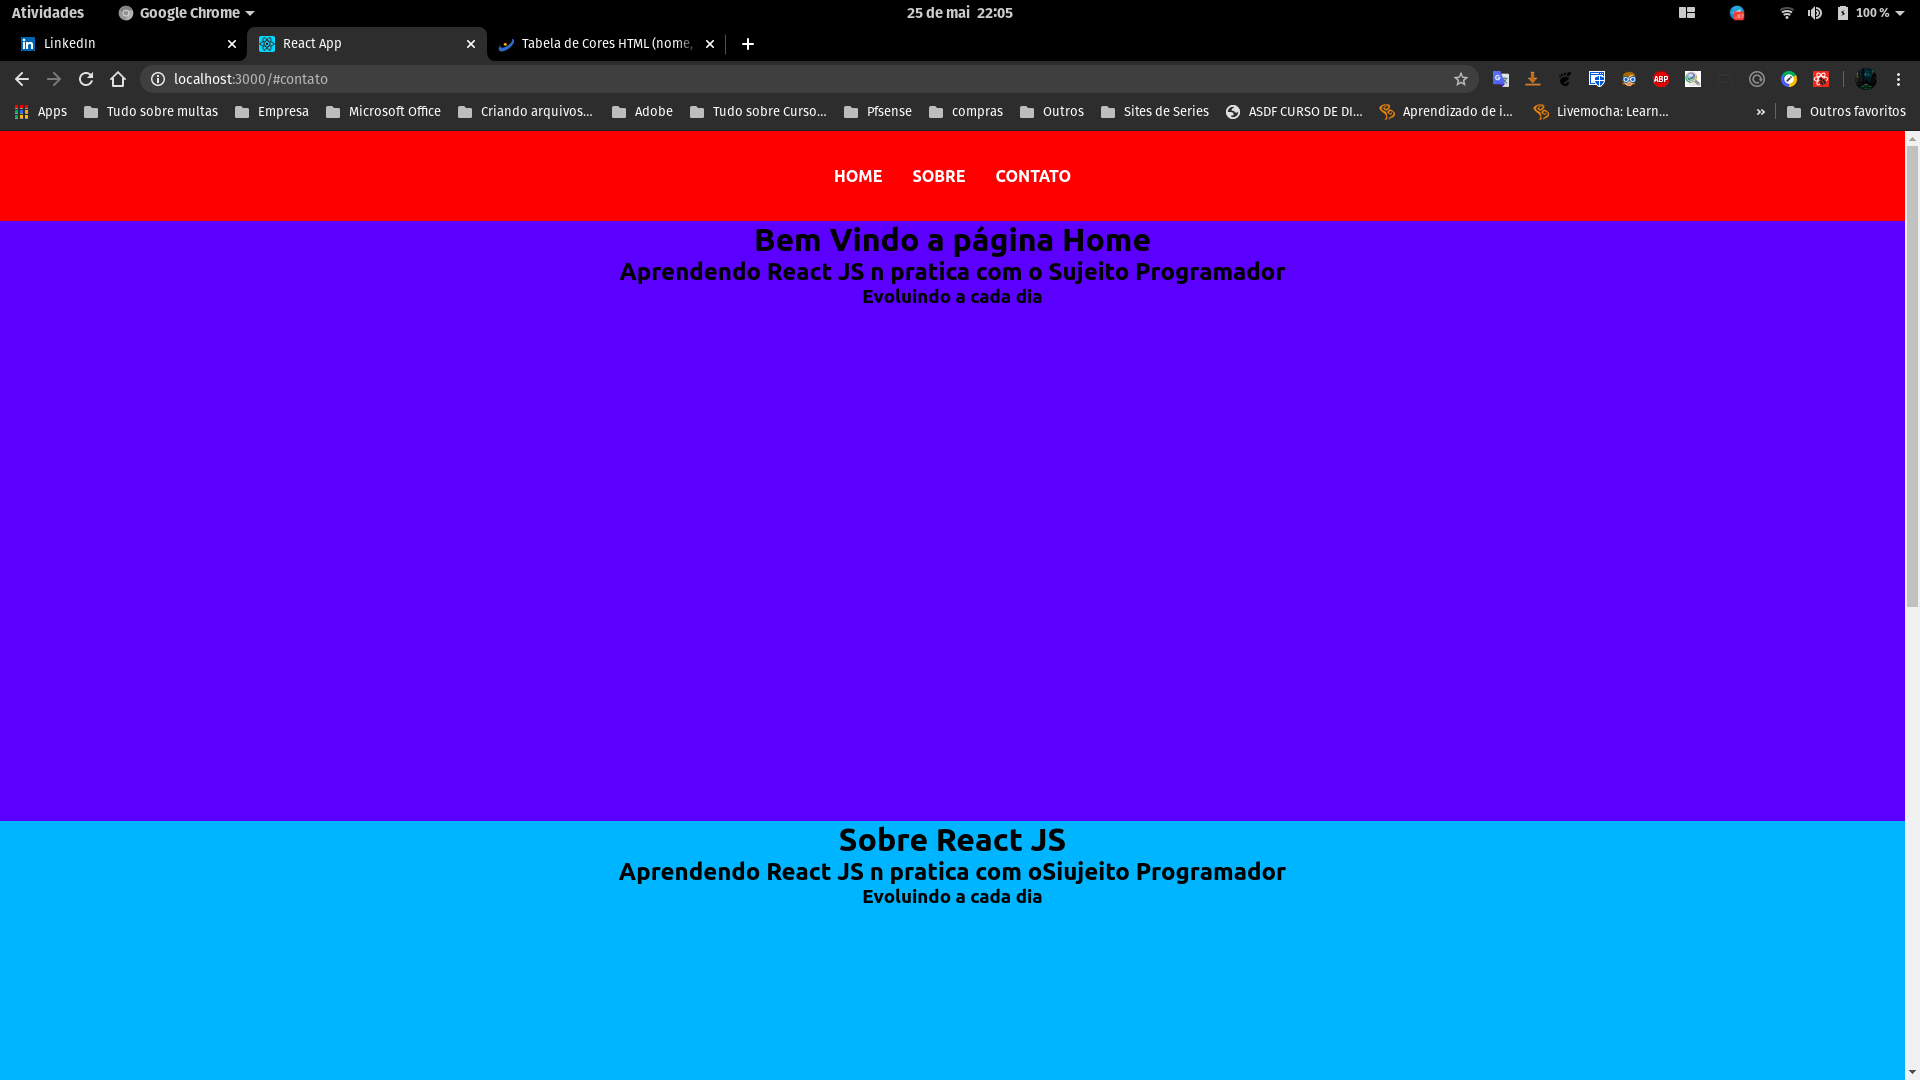 Atividades Google Chrome 25 de mai 22:05 100 %
LinkedIn React App Tabela de Cores HTML (nome,
localhost:3000/#contato
ABP
Apps Tudo sobre multas Empresa Microsoft Office Criando arquivos... Adobe Tudo sobre Curso... Pfsense compras Outros Sites de Series ASDF CURSO DE DI... Aprendizado de i... Livemocha: Learn... » Outros favoritos
HOME SOBRE CONTATO
Bem Vindo a página Home
Aprendendo React JS n pratica com o Sujeito Programador
Evoluindo a cada dia
Sobre React JS
Aprendendo React JS n pratica com oSiujeito Programador
Evoluindo a cada dia